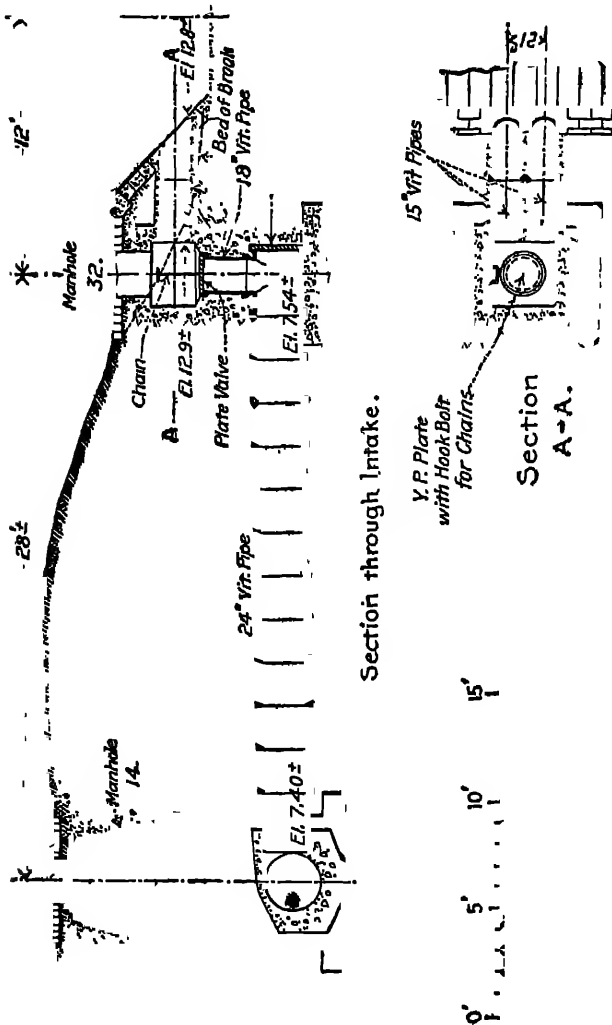 28'±
12'
Manhole
32.
A
El. 12.8±
Chain
A
El. 12.9±
Bed of Brook
18" Vit. Pipe
Plate Valve
El. 7.54±
Manhole
14
24" Vit. Pipe
El. 7.40±
Section through Intake.
15" Vit. Pipes
Y. P. Plate
with Hook Bolt
for Chains
Section
A-A.
0'
5'
10'
15'